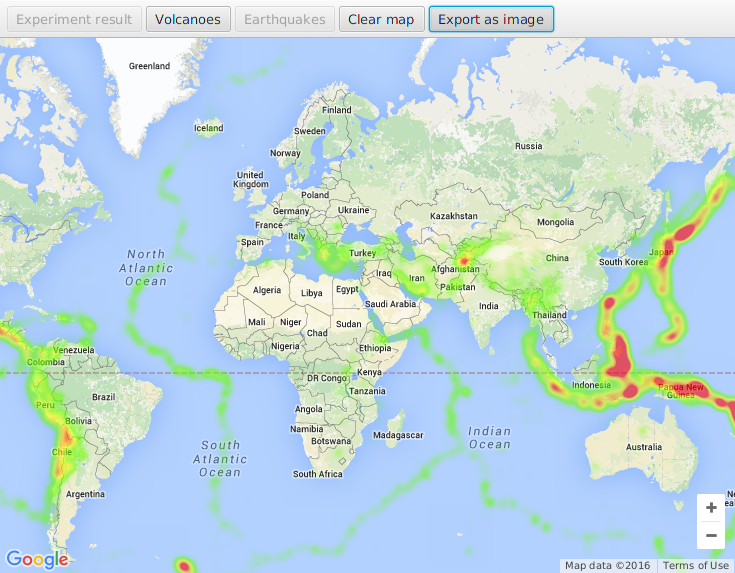 Experiment result
Volcanoes
Earthquakes
Clear map
Export as image
Greenland
Iceland
Finland
Sweden
Norway
Russia
United
Kingdom
Poland
Germany
Ukraine
Kazakhstan
Mongolia
France
Italy
Spain
Turkey
North
Atlantic
Ocean
China
South Korea
Japan
Iraq
Iran
Afghanistan
Pakistan
Algeria
Libya
Egypt
Saudi Arabia
India
Mali
Niger
Chad
Sudan
Thailand
Nigeria
Ethiopia
Venezuela
Colombia
DR Congo
Kenya
Tanzania
Indonesia
Papua New
Guinea
Brazil
Peru
Bolivia
Angola
Namibia
Botswana
Madagascar
Chile
South
Atlantic
Ocean
Indian
Ocean
Australia
South Africa
Argentina
+
−
Google
Map data ©2016
Terms of Use